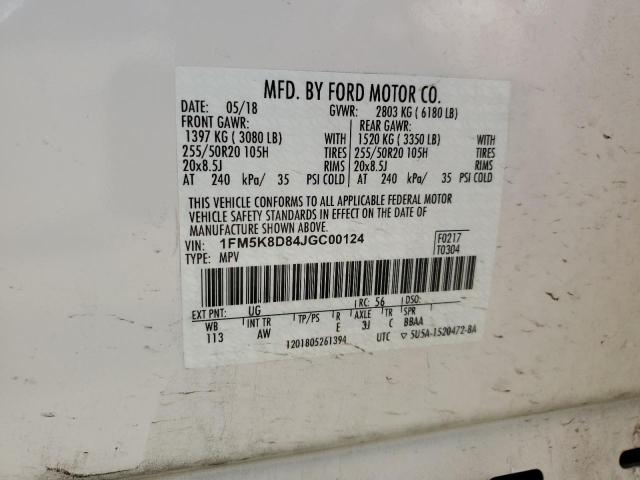 MFD. BY FORD MOTOR CO.
DATE: 05/18 GVWR: 2803 KG ( 6180 LB)
FRONT GAWR: REAR GAWR:
1397 KG ( 3080 LB) WITH 1520 KG ( 3350 LB) WITH
255/50R20 105H TIRES 255/50R20 105H TIRES
20x8.5J RIMS 20x8.5J RIMS
AT 240 kPa/ 35 PSI COLD AT 240 kPa/ 35 PSI COLD
THIS VEHICLE CONFORMS TO ALL APPLICABLE FEDERAL MOTOR
VEHICLE SAFETY STANDARDS IN EFFECT ON THE DATE OF
MANUFACTURE SHOWN ABOVE.
VIN: 1FM5K8D84JGC00124 F0217
TYPE: MPV T0304
EXT PNT: UG RC: 56 DSO:
WB INT TR TP/PS R AXLE TR SPR
113 AW E 3J C BBAA
1201805261394 UTC ▽ 5U5A-1520472-BA